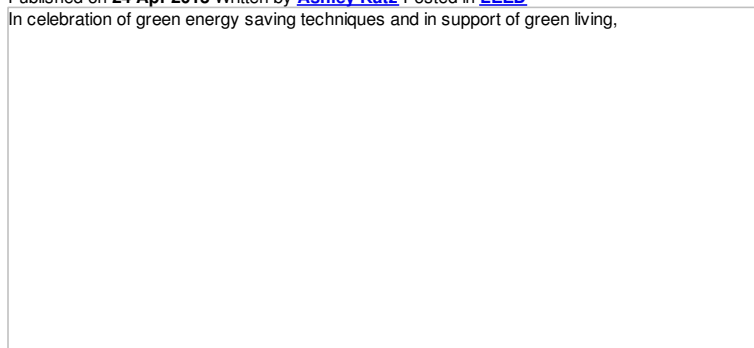 Published on 24 Apr 2013 Written by Ashley Katz Posted in LEED
In celebration of green energy saving techniques and in support of green living,